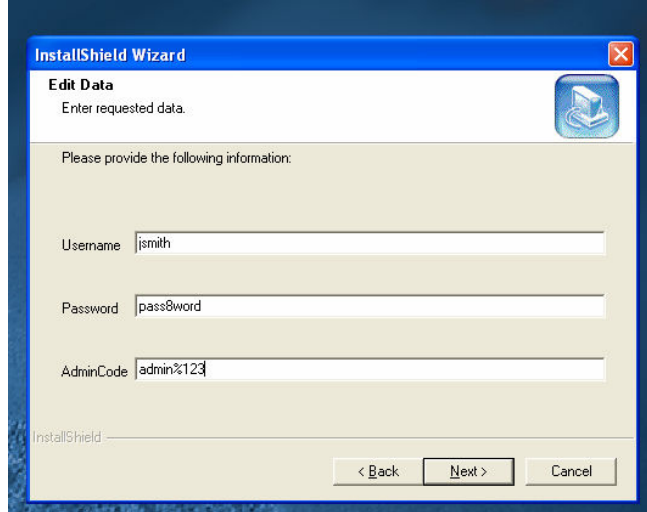 InstallShield Wizard
Edit Data
Enter requested data.
Please provide the following information:
Username jsmith
Password pass8word
AdminCode admin%123
InstallShield
< Back Next > Cancel